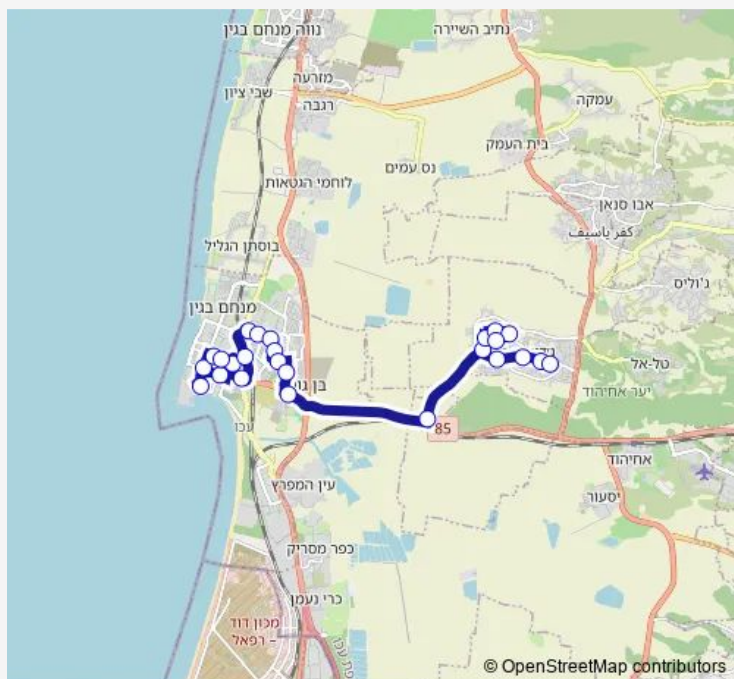 נווה מנחם בגין
נתיב השיירה
מזרעה
שבי ציון
רגבה
עמקה
בית העמק
נס עמים
לוחמי הגטאות
אבו סנאן
כפר יאסיף
בוסתן הגליל
ג'וליס
מנחם בגין
טל-אל
יער אחיהוד
בן גור
עכו
85
אחיהוד
עין המפרץ
יסעור
כפר מסריק
כרי נעמן
מכון דוד
- רפאל
© OpenStreetMap contributors